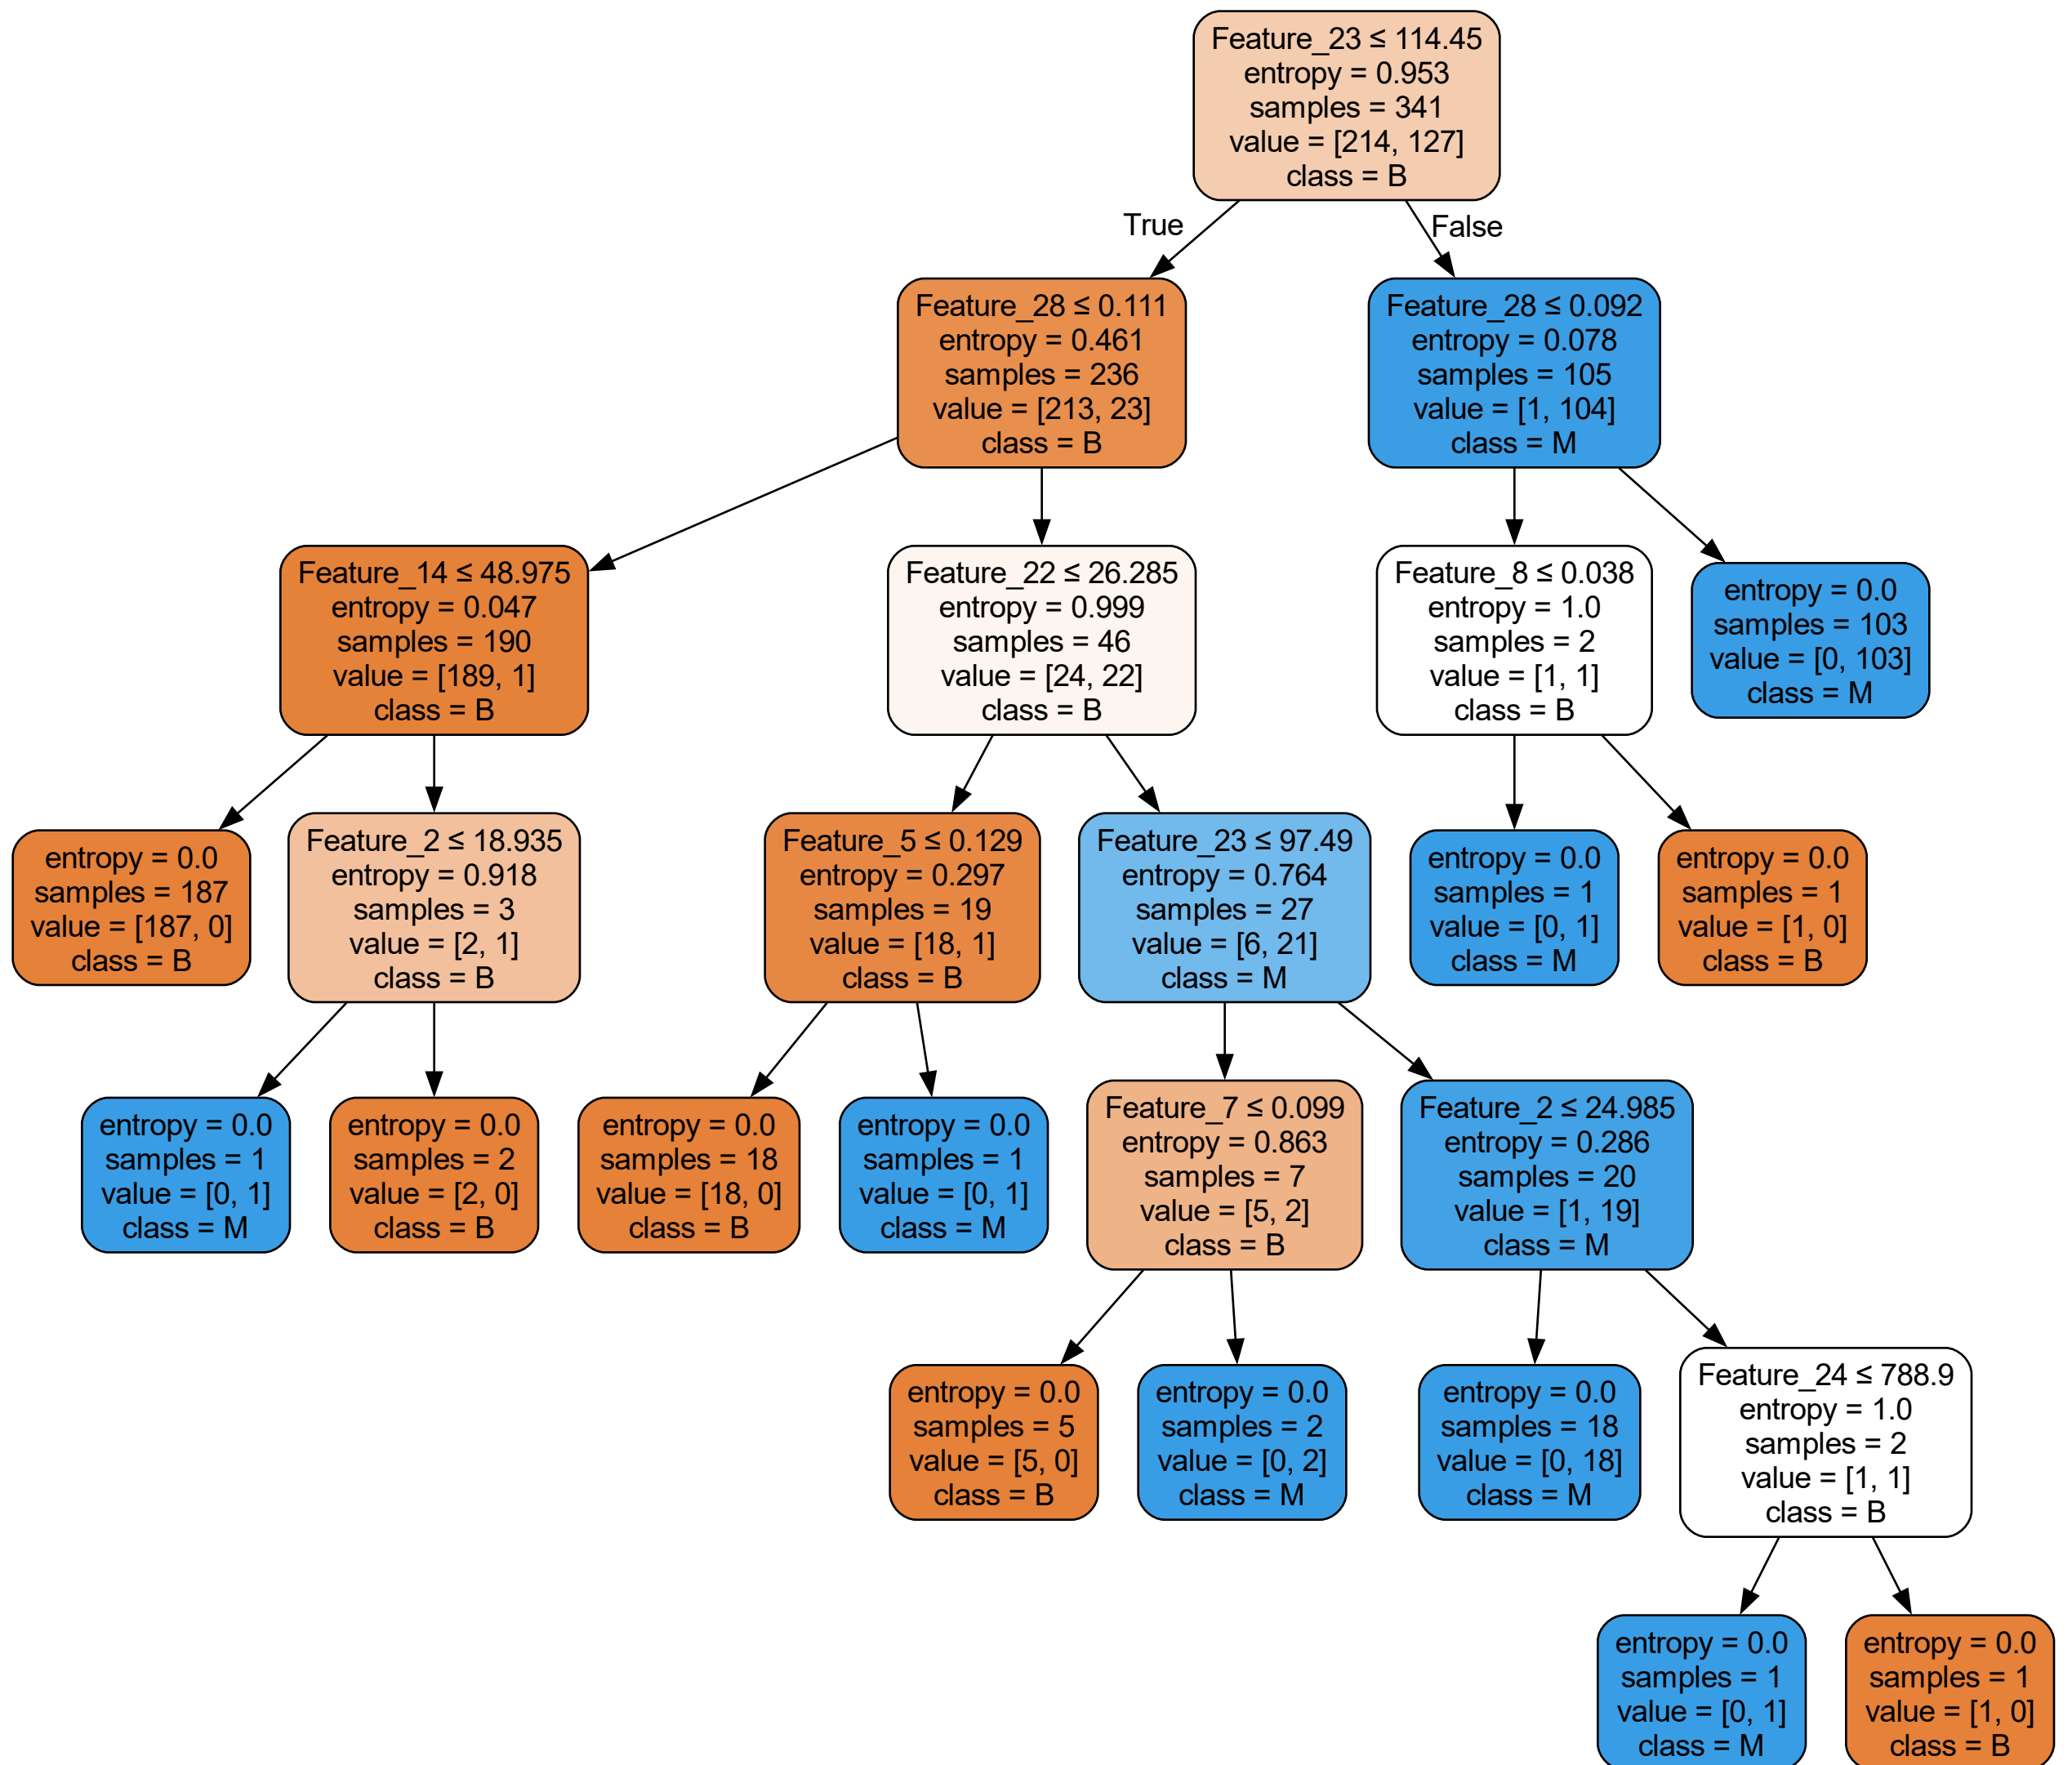 Feature_23 ≤ 114.45
entropy = 0.953
samples = 341
value = [214, 127]
class = B
True
False
Feature_28 ≤ 0.111
entropy = 0.461
samples = 236
value = [213, 23]
class = B
Feature_28 ≤ 0.092
entropy = 0.078
samples = 105
value = [1, 104]
class = M
Feature_14 ≤ 48.975
entropy = 0.047
samples = 190
value = [189, 1]
class = B
Feature_22 ≤ 26.285
entropy = 0.999
samples = 46
value = [24, 22]
class = B
Feature_8 ≤ 0.038
entropy = 1.0
samples = 2
value = [1, 1]
class = B
entropy = 0.0
samples = 103
value = [0, 103]
class = M
entropy = 0.0
samples = 187
value = [187, 0]
class = B
Feature_2 ≤ 18.935
entropy = 0.918
samples = 3
value = [2, 1]
class = B
Feature_5 ≤ 0.129
entropy = 0.297
samples = 19
value = [18, 1]
class = B
Feature_23 ≤ 97.49
entropy = 0.764
samples = 27
value = [6, 21]
class = M
entropy = 0.0
samples = 1
value = [0, 1]
class = M
entropy = 0.0
samples = 1
value = [1, 0]
class = B
entropy = 0.0
samples = 1
value = [0, 1]
class = M
entropy = 0.0
samples = 2
value = [2, 0]
class = B
entropy = 0.0
samples = 18
value = [18, 0]
class = B
entropy = 0.0
samples = 1
value = [0, 1]
class = M
Feature_7 ≤ 0.099
entropy = 0.863
samples = 7
value = [5, 2]
class = B
Feature_2 ≤ 24.985
entropy = 0.286
samples = 20
value = [1, 19]
class = M
entropy = 0.0
samples = 5
value = [5, 0]
class = B
entropy = 0.0
samples = 2
value = [0, 2]
class = M
entropy = 0.0
samples = 18
value = [0, 18]
class = M
Feature_24 ≤ 788.9
entropy = 1.0
samples = 2
value = [1, 1]
class = B
entropy = 0.0
samples = 1
value = [0, 1]
class = M
entropy = 0.0
samples = 1
value = [1, 0]
class = B